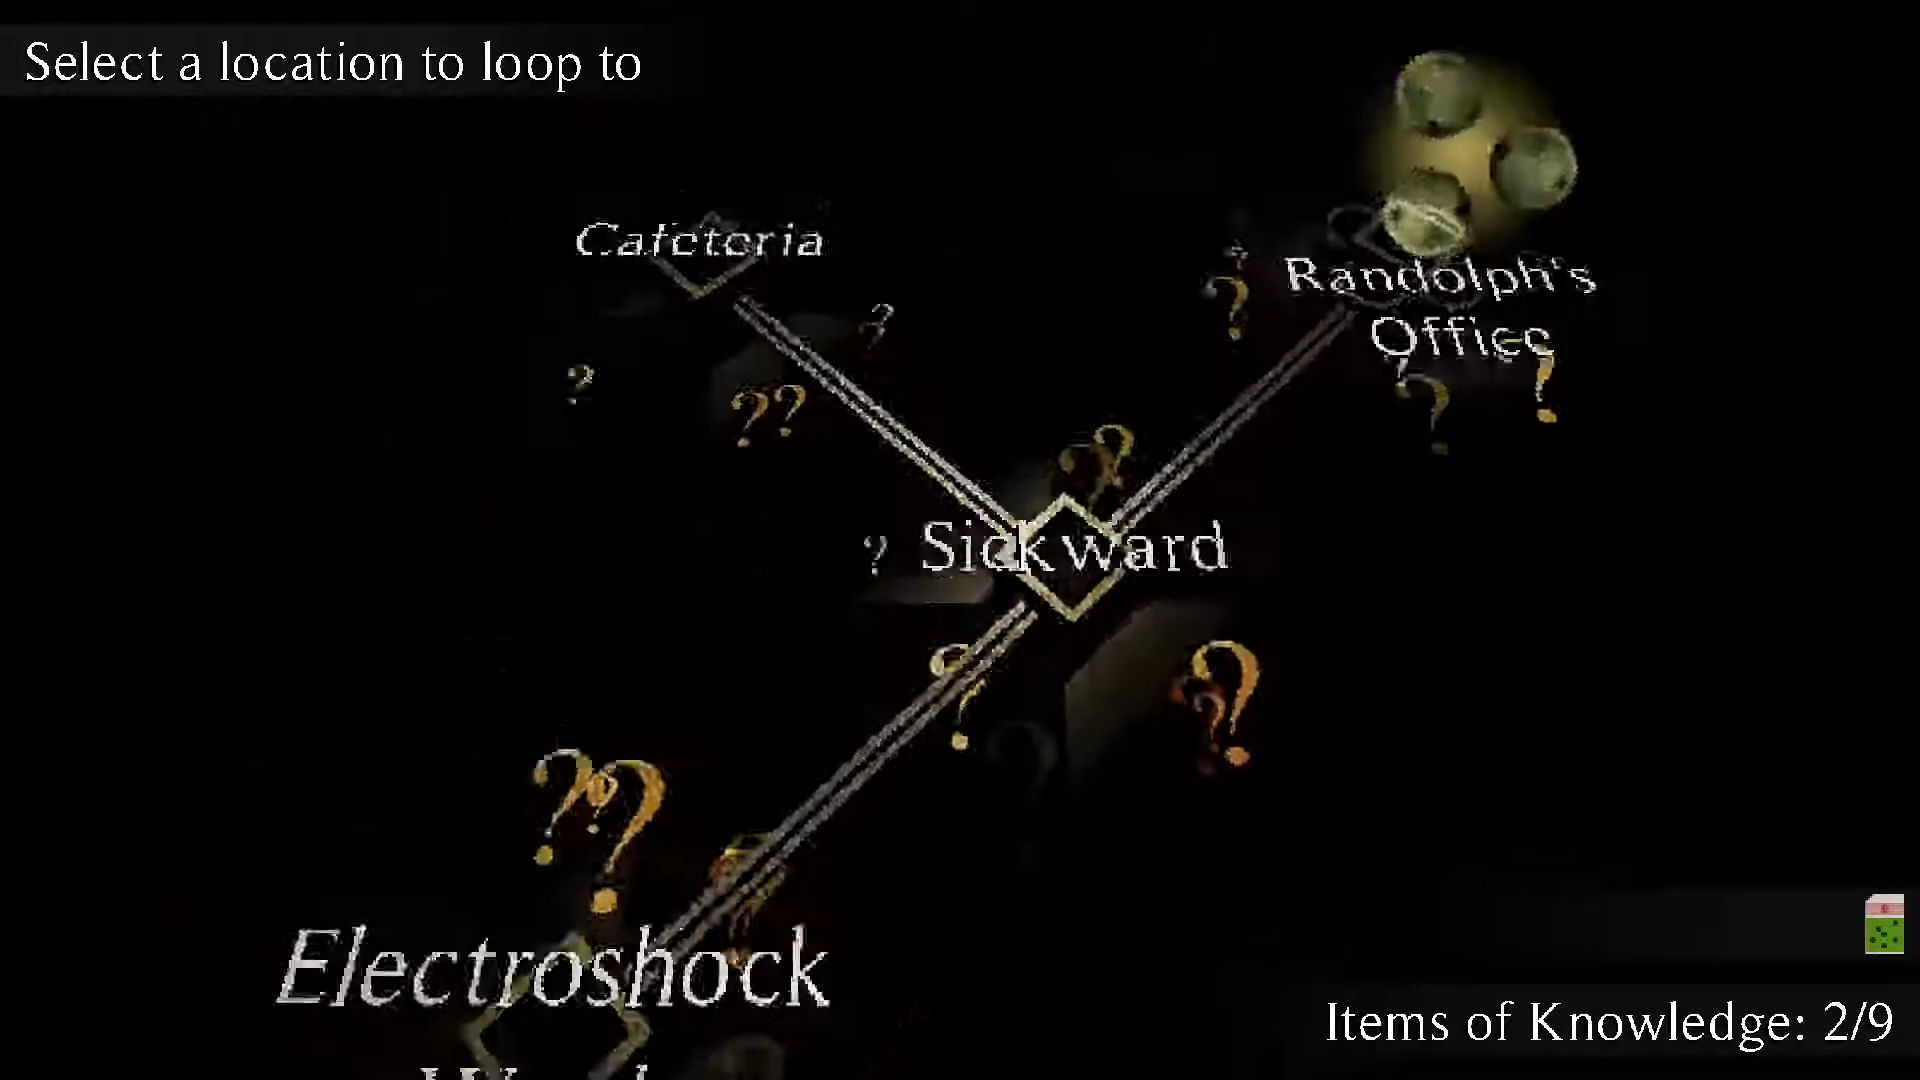 Select a location to loop to
Cafeteria
Randolph's
Office
? Sickward
Electroshock
Items of Knowledge: 2/9